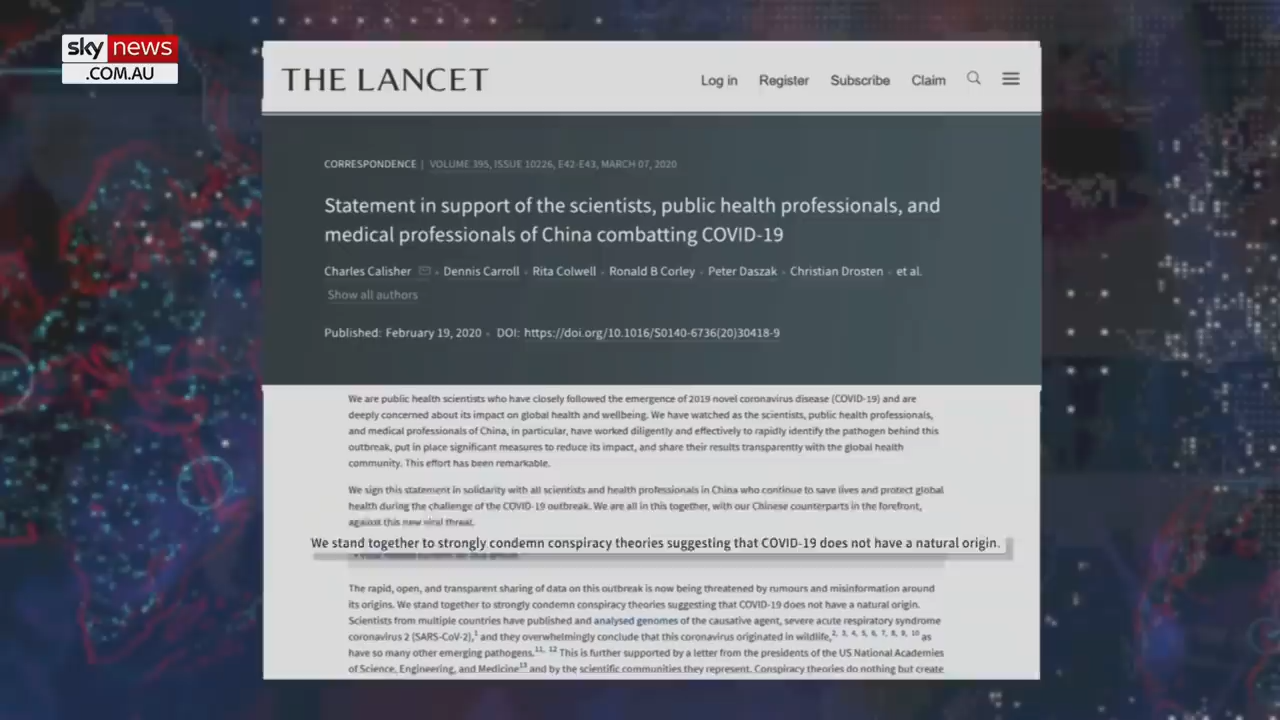 sky news
.COM.AU
THE LANCET
Log in Register Subscribe Claim
CORRESPONDENCE | VOLUME 395, ISSUE 10226, E42-E43, MARCH 07, 2020
Statement in support of the scientists, public health professionals, and
medical professionals of China combatting COVID-19
Charles Calisher • Dennis Carroll • Rita Colwell • Ronald B Corley • Peter Daszak • Christian Drosten • et al.
Show all authors
Published: February 19, 2020 • DOI: https://doi.org/10.1016/S0140-6736(20)30418-9
We are public health scientists who have closely followed the emergence of 2019 novel coronavirus disease (COVID-19) and are
deeply concerned about its impact on global health and wellbeing. We have watched as the scientists, public health professionals,
and medical professionals of China, in particular, have worked diligently and effectively to rapidly identify the pathogen behind this
outbreak, put in place significant measures to reduce its impact, and share their results transparently with the global health
community. This effort has been remarkable.
We sign this statement in solidarity with all scientists and health professionals in China who continue to save lives and protect global
health during the challenge of the COVID-19 outbreak. We are all in this together, with our Chinese counterparts in the forefront,
against this new viral threat.
We stand together to strongly condemn conspiracy theories suggesting that COVID-19 does not have a natural origin.
The rapid, open, and transparent sharing of data on this outbreak is now being threatened by rumours and misinformation around
its origins. We stand together to strongly condemn conspiracy theories suggesting that COVID-19 does not have a natural origin.
Scientists from multiple countries have published and analysed genomes of the causative agent, severe acute respiratory syndrome
coronavirus 2 (SARS-CoV-2),1 and they overwhelmingly conclude that this coronavirus originated in wildlife,2, 3, 4, 5, 6, 7, 8, 9, 10 as
have so many other emerging pathogens.11, 12 This is further supported by a letter from the presidents of the US National Academies
of Science, Engineering, and Medicine13 and by the scientific communities they represent. Conspiracy theories do nothing but create